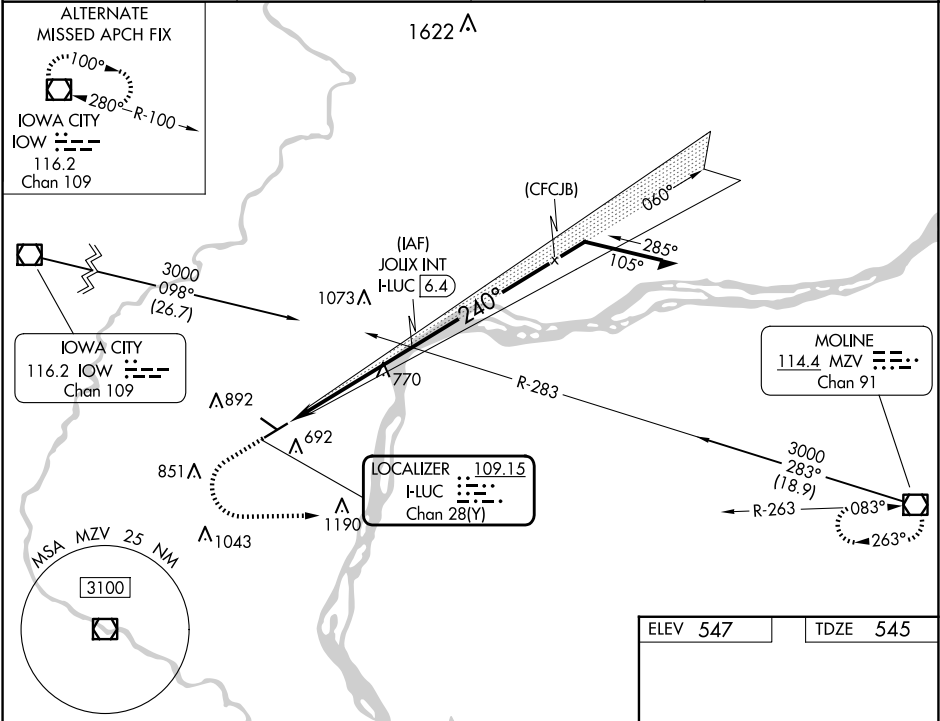 ALTERNATE
MISSED APCH FIX
100°
280°
R-100
IOWA CITY
IOW
116.2
Chan 109
1622
(CFCJB)
060°
285°
105°
(IAF)
JOLIX INT
I-LUC 6.4
240°
3000
098°
(26.7)
1073
IOWA CITY
116.2 IOW
Chan 109
MOLINE
114.4 MZV
Chan 91
770
R-283
892
692
3000
283°
(18.9)
851
LOCALIZER 109.15
I-LUC
Chan 28(Y)
R-263
083°
263°
1190
1043
MSA MZV 25 NM
3100
ELEV 547
TDZE 545